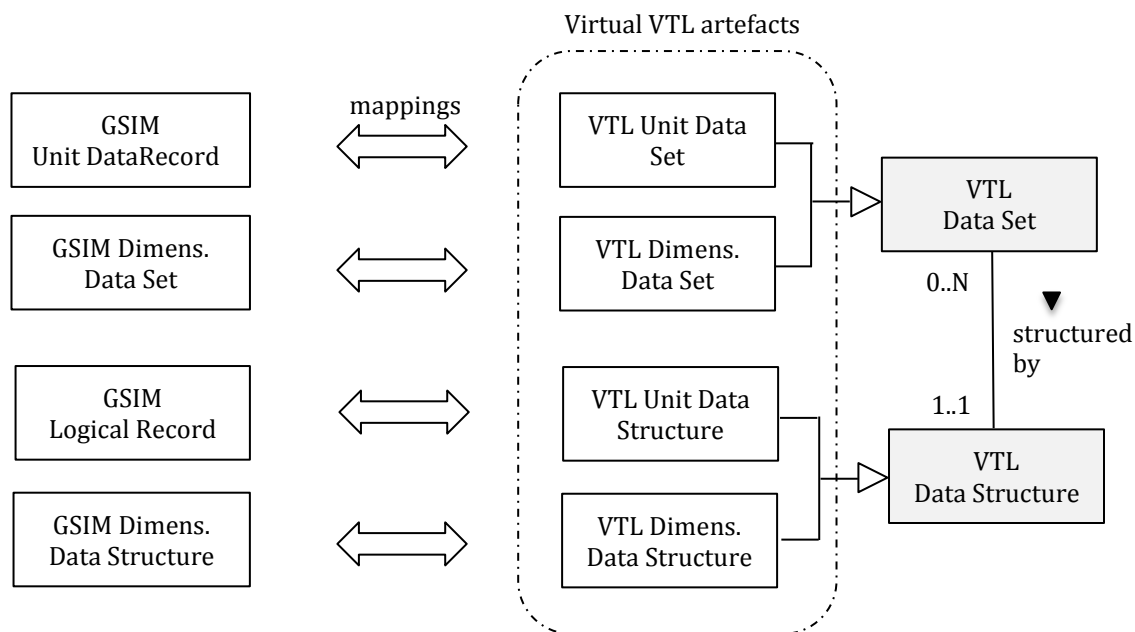 Virtual VTL artefacts
mappings
GSIM
Unit DataRecord
VTL Unit Data
Set
VTL
Data Set
GSIM Dimens.
Data Set
VTL Dimens.
Data Set
0..N
structured
by
GSIM
Logical Record
VTL Unit Data
Structure
1..1
VTL
Data Structure
GSIM Dimens.
Data Structure
VTL Dimens.
Data Structure